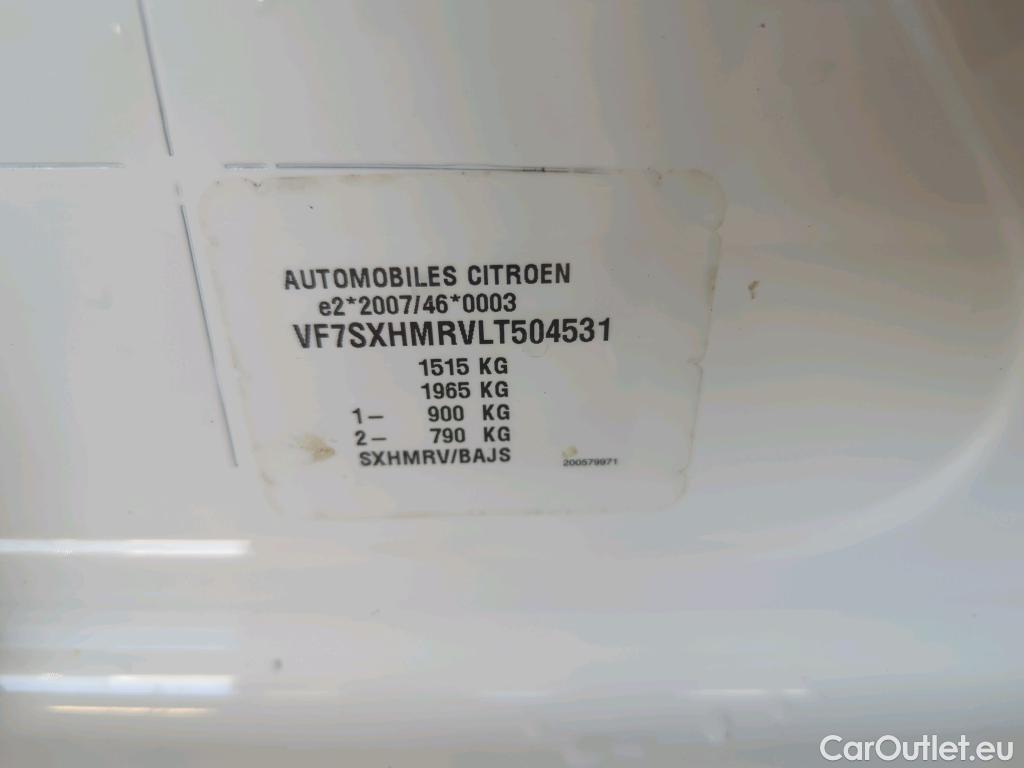 AUTOMOBILES CITROEN
e2*2007/46*0003
VF7SXHMRVLT504531
1515 KG
1965 KG
1– 900 KG
2– 790 KG
SXHMRV/BAJS 200579971
CarOutlet.eu